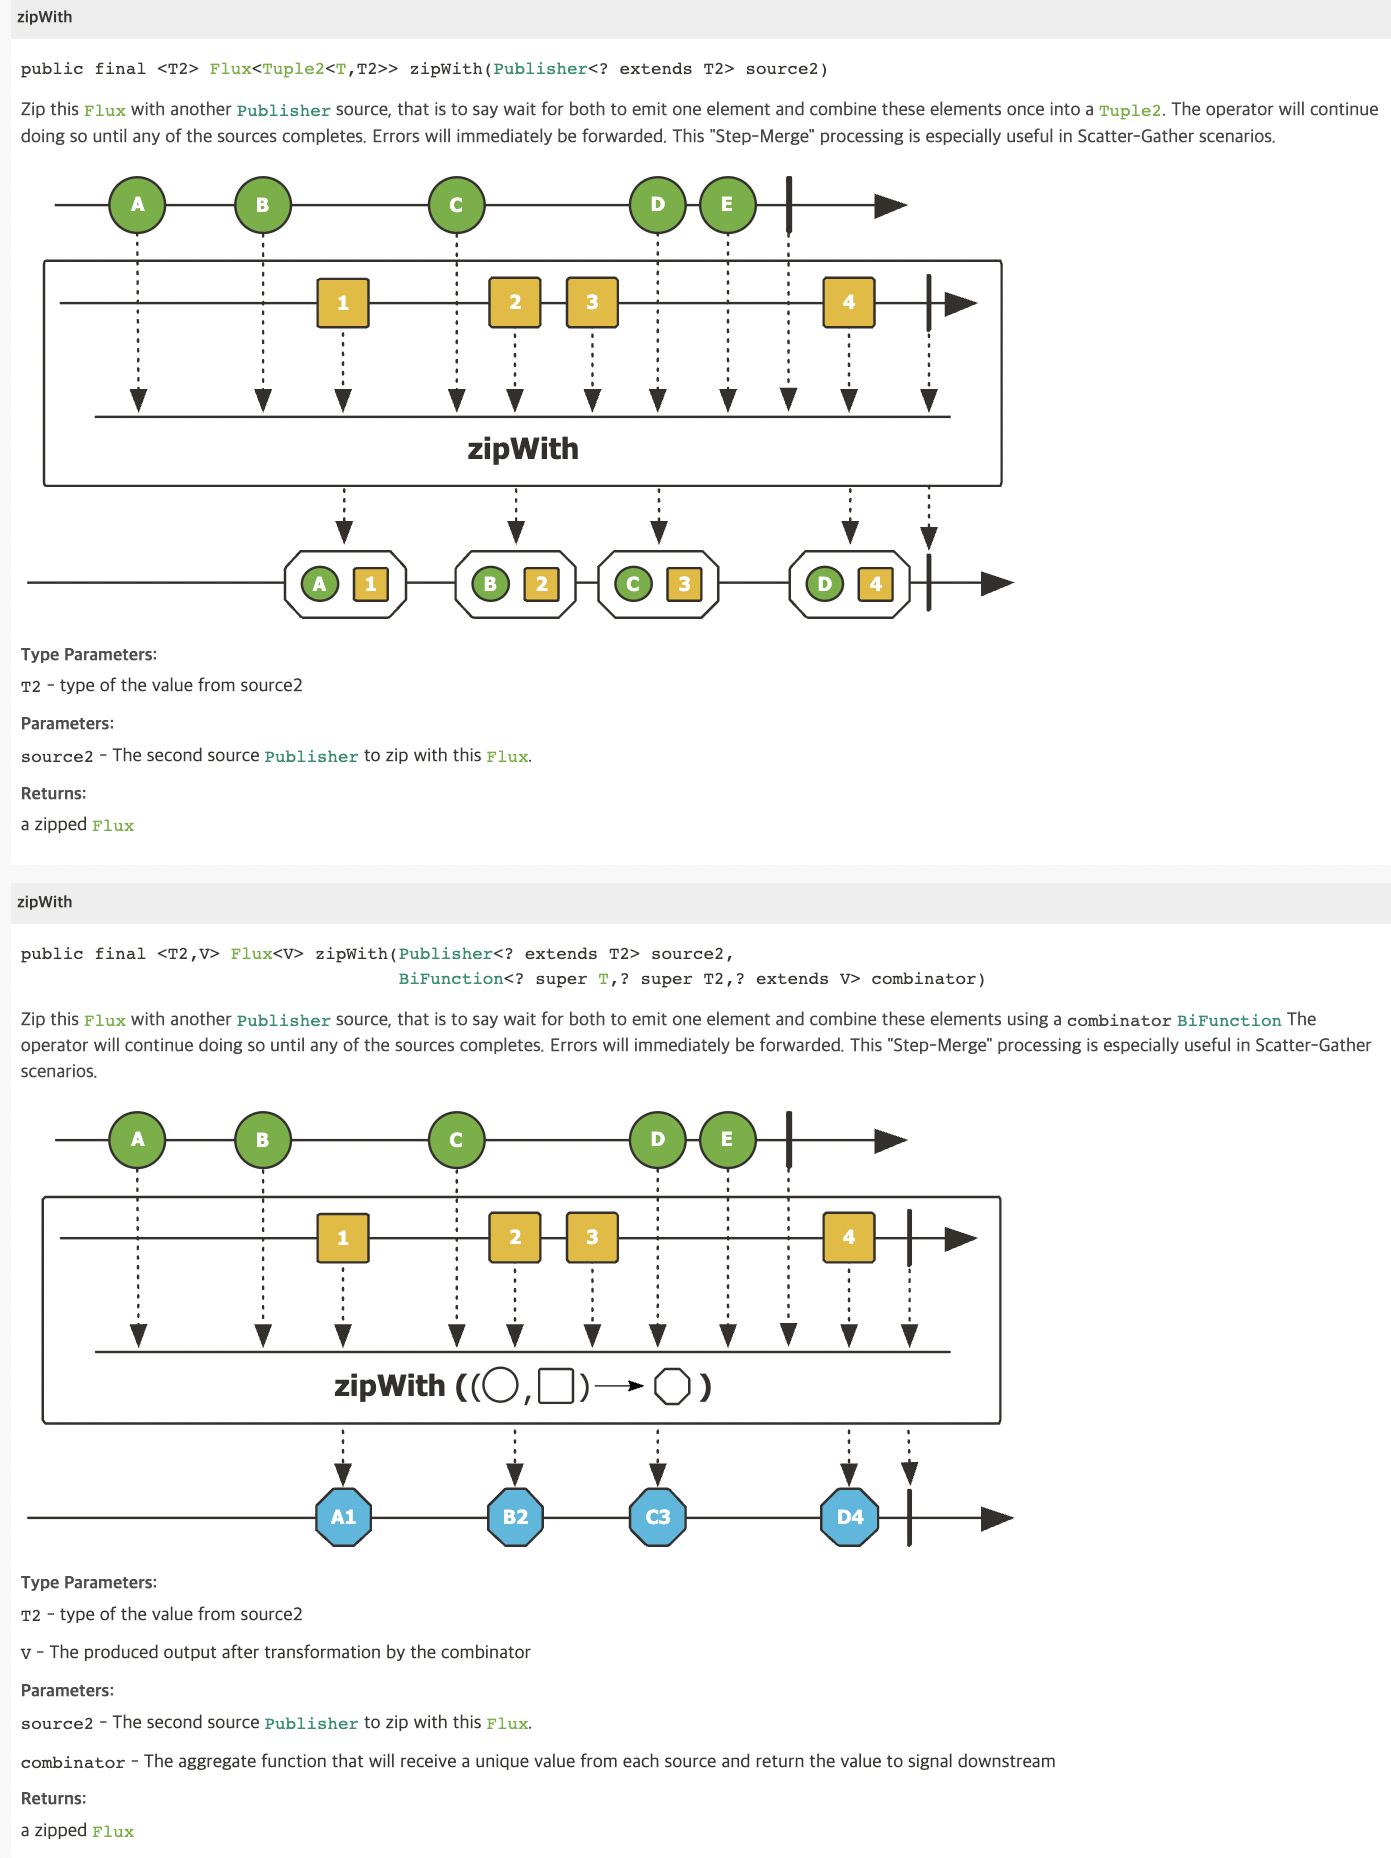 zipWith
public final <T2> Flux<Tuple2<T,T2>> zipWith(Publisher<? extends T2> source2)
Zip this Flux with another Publisher source, that is to say wait for both to emit one element and combine these elements once into a Tuple2. The operator will continue
doing so until any of the sources completes. Errors will immediately be forwarded. This "Step-Merge" processing is especially useful in Scatter-Gather scenarios.
A B C D E
1 2 3 4
zipWith
A 1 B 2 C 3 D 4
Type Parameters:
T2 - type of the value from source2
Parameters:
source2 - The second source Publisher to zip with this Flux.
Returns:
a zipped Flux
zipWith
public final <T2,V> Flux<V> zipWith(Publisher<? extends T2> source2,
BiFunction<? super T,? super T2,? extends V> combinator)
Zip this Flux with another Publisher source, that is to say wait for both to emit one element and combine these elements using a combinator BiFunction The
operator will continue doing so until any of the sources completes. Errors will immediately be forwarded. This "Step-Merge" processing is especially useful in Scatter-Gather
scenarios.
A B C D E
1 2 3 4
zipWith (( , ) )
A1 B2 C3 D4
Type Parameters:
T2 - type of the value from source2
V - The produced output after transformation by the combinator
Parameters:
source2 - The second source Publisher to zip with this Flux.
combinator - The aggregate function that will receive a unique value from each source and return the value to signal downstream
Returns:
a zipped Flux